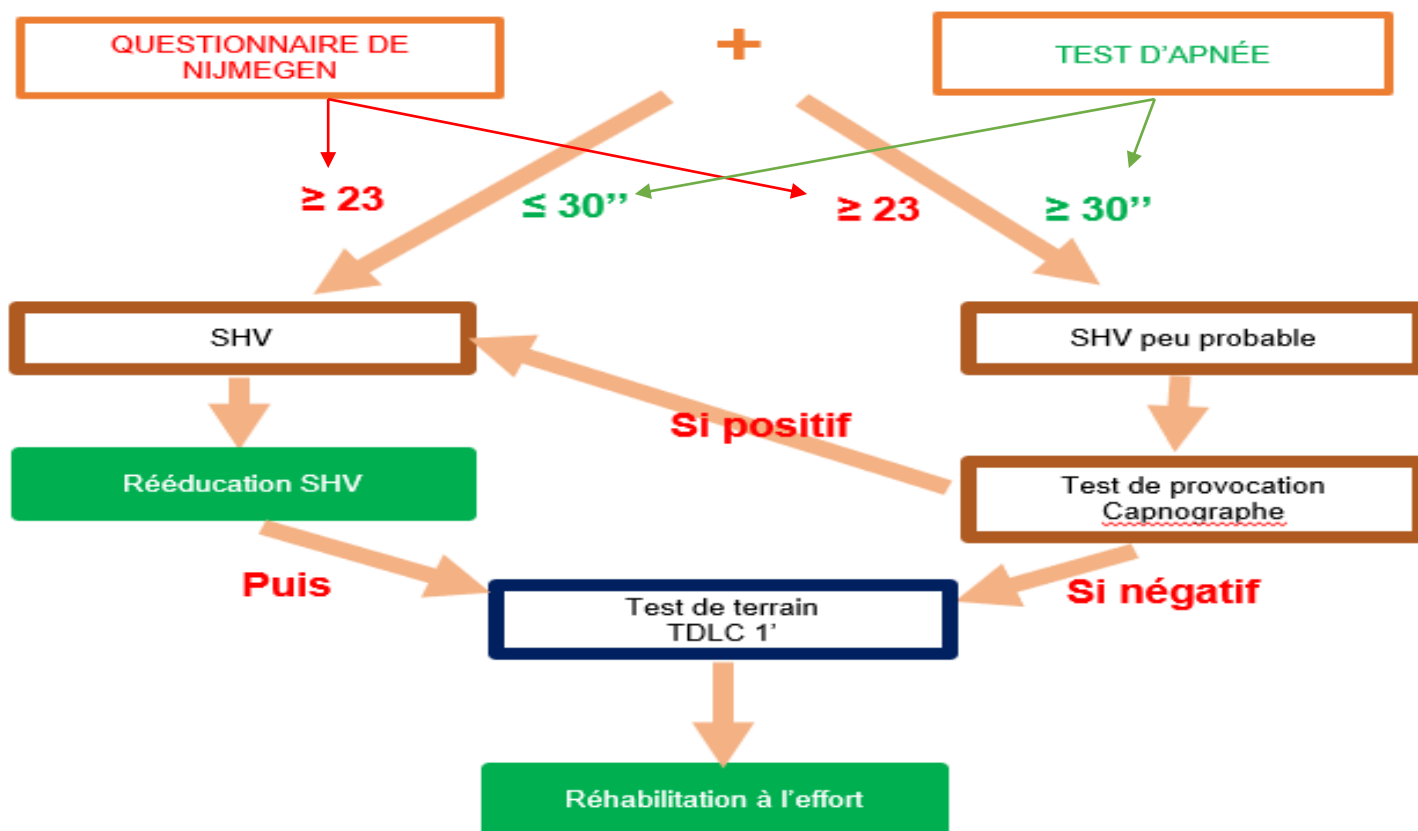 QUESTIONNAIRE DE
NIJMEGEN
+
TEST D’APNÉE
≥ 23
≤ 30’’
≥ 23
≥ 30’’
SHV
SHV peu probable
Si positif
Rééducation SHV
Test de provocation
Capnographe
Puis
Test de terrain
TDLC 1’
Si négatif
Réhabilitation à l’effort